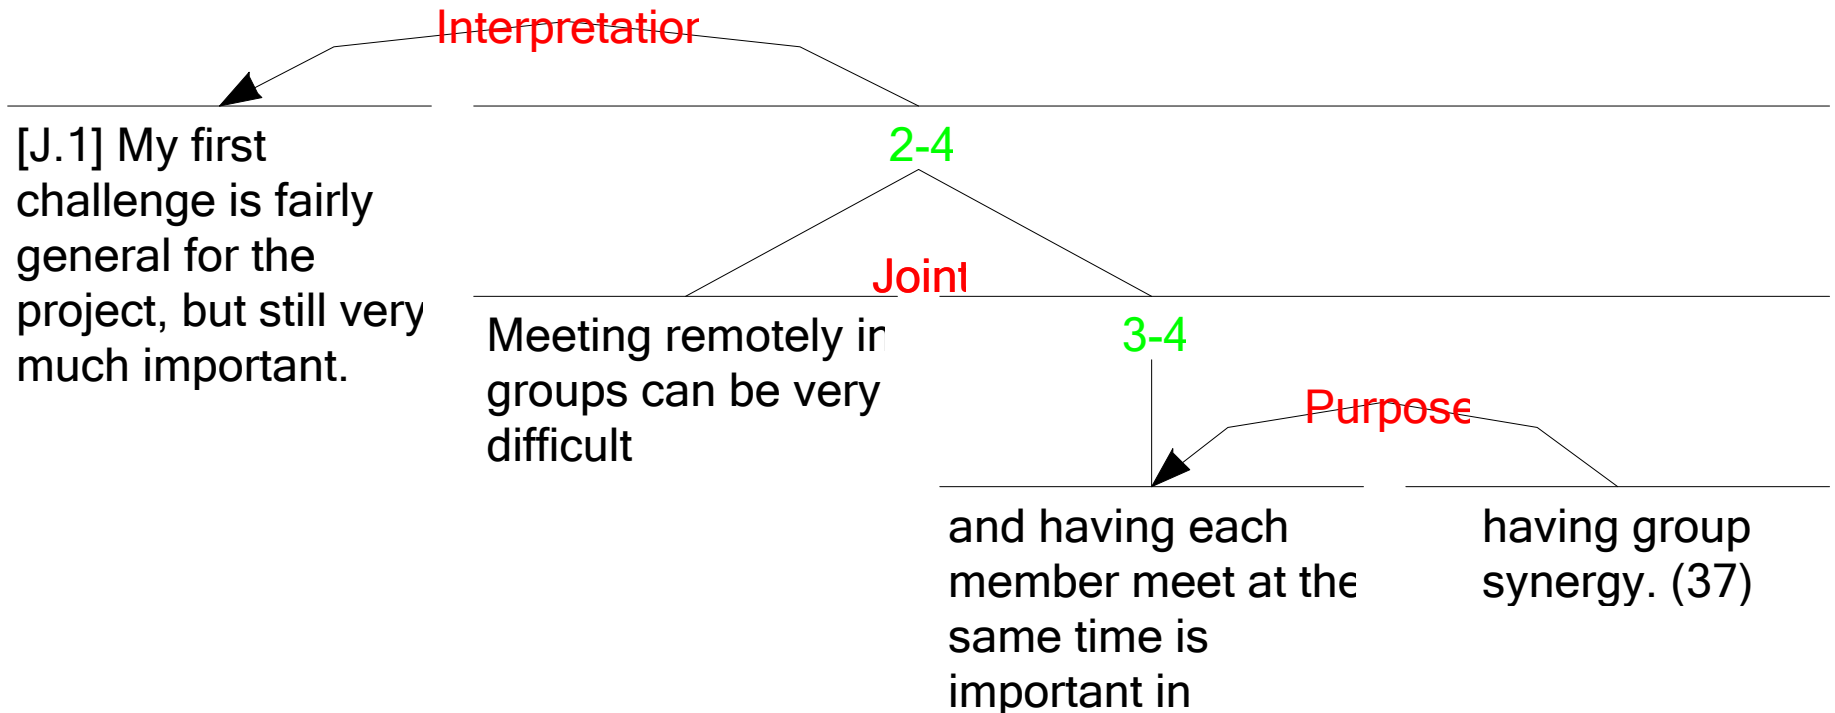 Interpretation
[J.1] My first
challenge is fairly
general for the
project, but still very
much important.
2-4
Joint
Meeting remotely in
groups can be very
difficult
3-4
Purpose
and having each
member meet at the
same time is
important in
having group
synergy. (37)